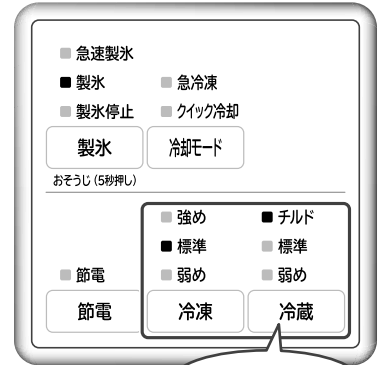 急速製氷
製氷 急冷凍
製氷停止 クイック冷却
製氷 冷却モード
おそうじ（5秒押し）
強め チルド
標準 標準
節電 弱め 弱め
節電 冷凍 冷蔵